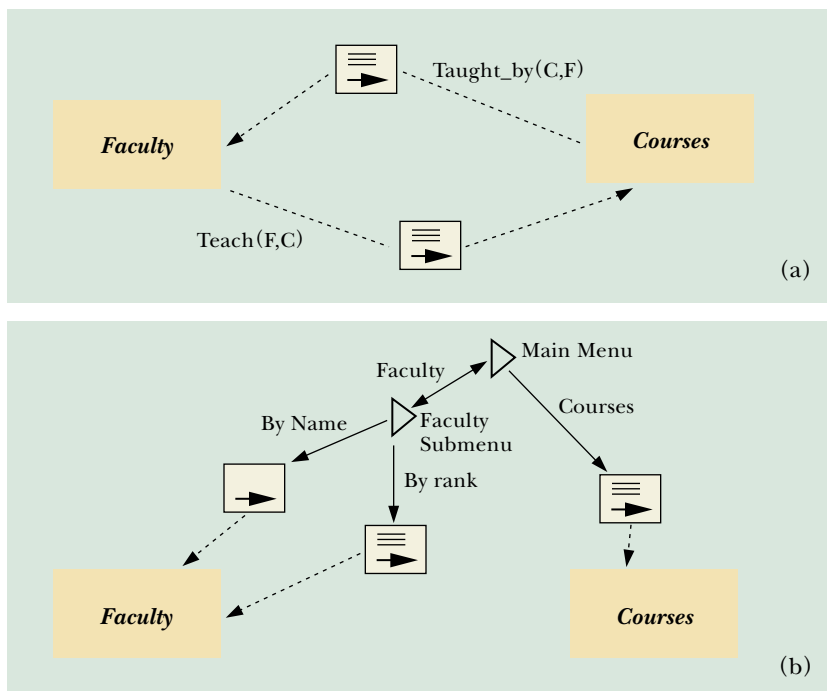 Taught_by(C,F)
Faculty
Courses
Teach(F,C)
(a)
Main Menu
Faculty
Courses
By Name
Faculty
Submenu
By rank
Faculty
Courses
(b)